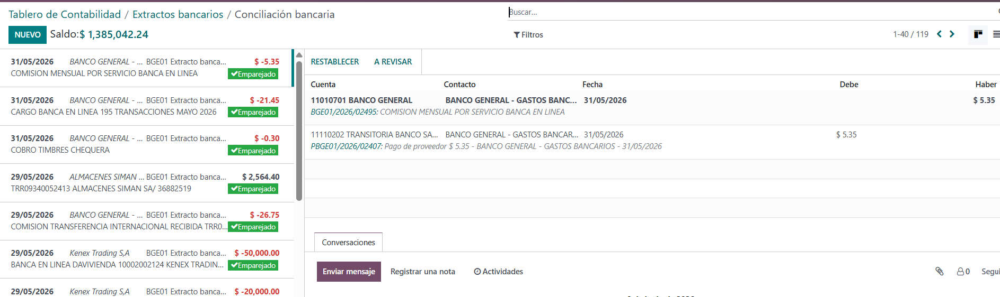 Tablero de Contabilidad / Extractos bancarios / Conciliación bancaria
Buscar...
NUEVO Saldo:$ 1,385,042.24
Filtros
1-40 / 119
31/05/2026 BANCO GENERAL - ... BGE01 Extracto banca... $ -5.35
COMISION MENSUAL POR SERVICIO BANCA EN LINEA Emparejado
31/05/2026 BANCO GENERAL - ... BGE01 Extracto banca... $ -21.45
CARGO BANCA EN LINEA 195 TRANSACCIONES MAYO 2026 Emparejado
31/05/2026 BANCO GENERAL - ... BGE01 Extracto banca... $ -0.30
COBRO TIMBRES CHEQUERA Emparejado
29/05/2026 ALMACENES SIMAN ... BGE01 Extracto banca... $ 2,564.40
TRR09340052413 ALMACENES SIMAN SA/ 36882519 Emparejado
29/05/2026 BANCO GENERAL - ... BGE01 Extracto banca... $ -26.75
COMISION TRANSFERENCIA INTERNACIONAL RECIBIDA TRR0... Emparejado
29/05/2026 Kenex Trading S,A BGE01 Extracto banca... $ -50,000.00
BANCA EN LINEA DAVIVIENDA 10002002124 KENEX TRADIN... Emparejado
29/05/2026 Kenex Trading S,A BGE01 Extracto banca... $ -20,000.00
RESTABLECER A REVISAR
Cuenta Contacto Fecha Debe Haber
11010701 BANCO GENERAL BANCO GENERAL - GASTOS BANC... 31/05/2026 $ 5.35
BGE01/2026/02495: COMISION MENSUAL POR SERVICIO BANCA EN LINEA
11110202 TRANSITORIA BANCO SA... BANCO GENERAL - GASTOS BANCAR... 31/05/2026 $ 5.35
PBGE01/2026/02407: Pago de proveedor $ 5.35 - BANCO GENERAL - GASTOS BANCARIOS - 31/05/2026
Conversaciones
Enviar mensaje Registrar una nota Actividades 0 Segui